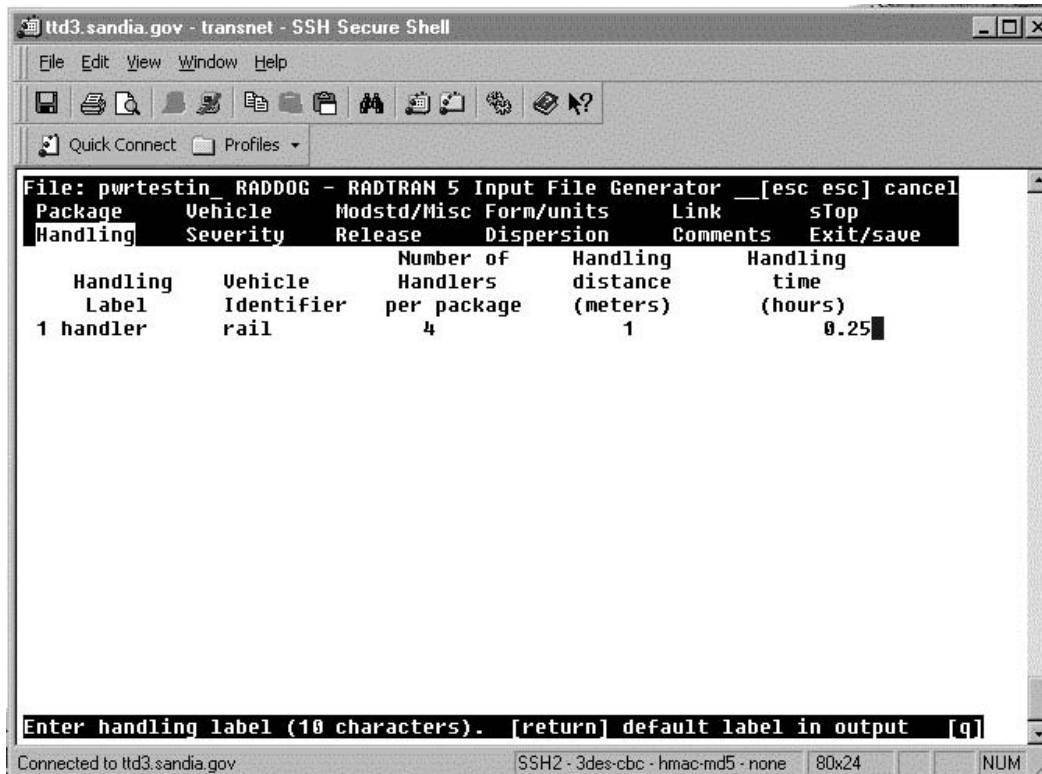 ttd3.sandia.gov - transnet - SSH Secure Shell
File Edit View Window Help
Quick Connect Profiles
File: pwrtestin_ RADDOG - RADTRAN 5 Input File Generator __[esc esc] cancel
Package Vehicle Modstd/Misc Form/units Link sTop
Handling Severity Release Dispersion Comments Exit/save
Number of Handling Handling
Handling Vehicle Handlers distance time
Label Identifier per package (meters) (hours)
1 handler rail 4 1 0.25
Enter handling label (10 characters). [return] default label in output [q]
Connected to ttd3.sandia.gov SSH2 - 3des-cbc - hmac-md5 - none 80x24 NUM